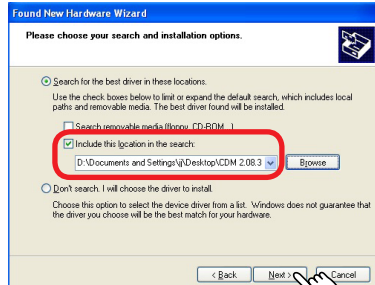 Found New Hardware Wizard
Please choose your search and installation options.
Search for the best driver in these locations.
Use the check boxes below to limit or expand the default search, which includes local
paths and removable media. The best driver found will be installed.
Search removable media (floppy, CD-ROM...)
Include this location in the search:
D:\Documents and Settings\jj\Desktop\CDM 2.08.3
Browse
Don't search. I will choose the driver to install.
Choose this option to select the device driver from a list. Windows does not guarantee that
the driver you choose will be the best match for your hardware.
< Back Next > Cancel